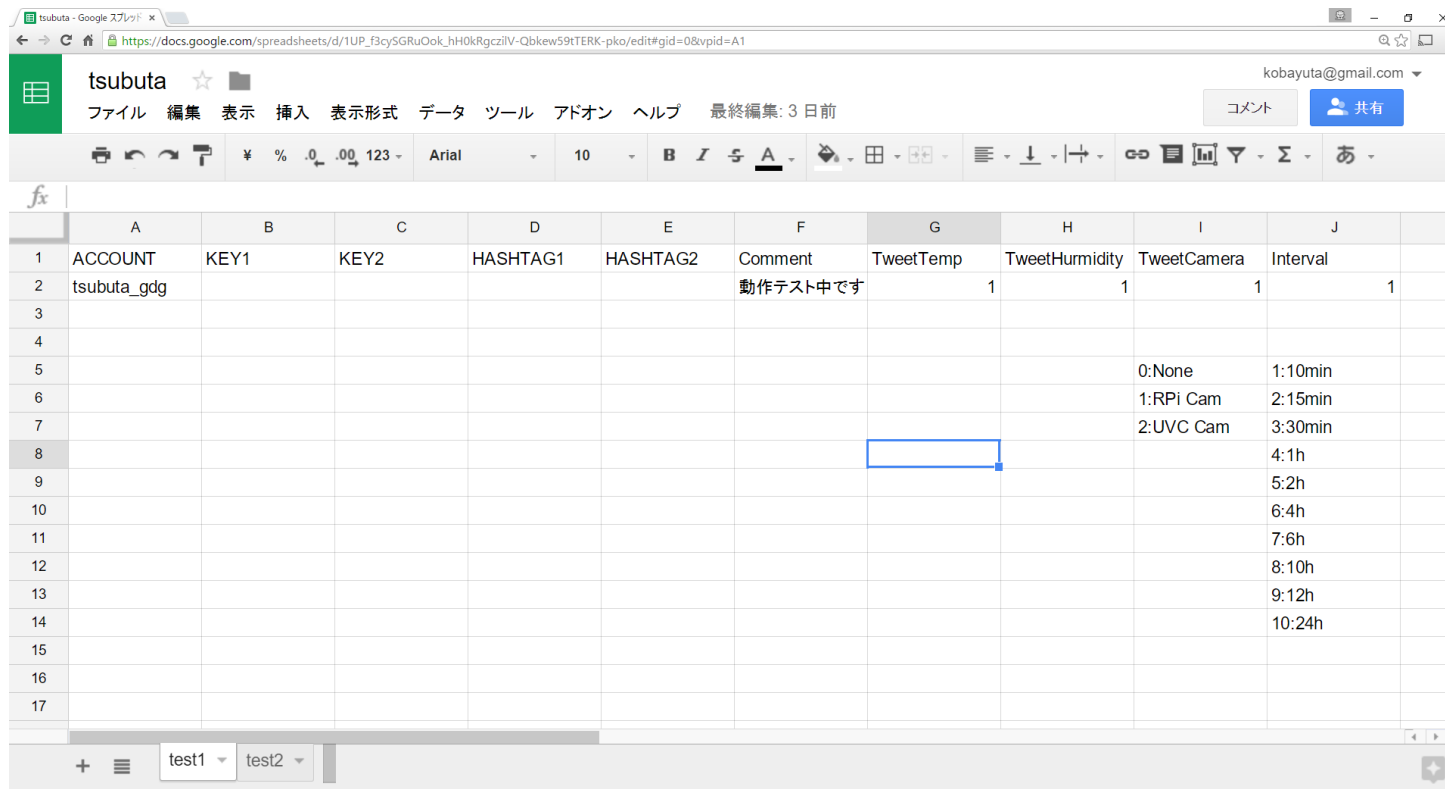 tsubuta - Google スプレッド
https://docs.google.com/spreadsheets/d/1UP_f3cySGRuOok_hH0kRgczilV-Qbkew59tTERK-pko/edit#gid=0&vpid=A1
tsubuta
kobayuta@gmail.com
ファイル 編集 表示 挿入 表示形式 データ ツール アドオン ヘルプ 最終編集: 3 日前
コメント 共有
¥ % .0 .00 123 Arial 10 B I S A Σ あ
fx
A B C D E F G H I J
1 ACCOUNT KEY1 KEY2 HASHTAG1 HASHTAG2 Comment TweetTemp TweetHurmidity TweetCamera Interval
2 tsubuta_gdg 動作テスト中です 1 1 1 1
3
4
5 0:None 1:10min
6 1:RPi Cam 2:15min
7 2:UVC Cam 3:30min
8 4:1h
9 5:2h
10 6:4h
11 7:6h
12 8:10h
13 9:12h
14 10:24h
15
16
17
test1 test2